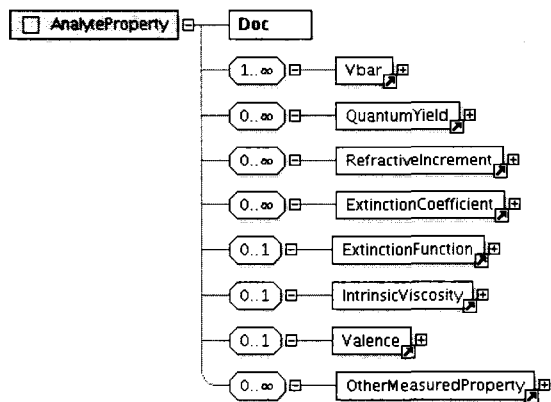 AnalyteProperty
Doc
1..∞ Vbar
0..∞ QuantumYield
0..∞ RefractiveIncrement
0..∞ ExtinctionCoefficient
0..1 ExtinctionFunction
0..1 IntrinsicViscosity
0..1 Valence
0..∞ OtherMeasuredProperty